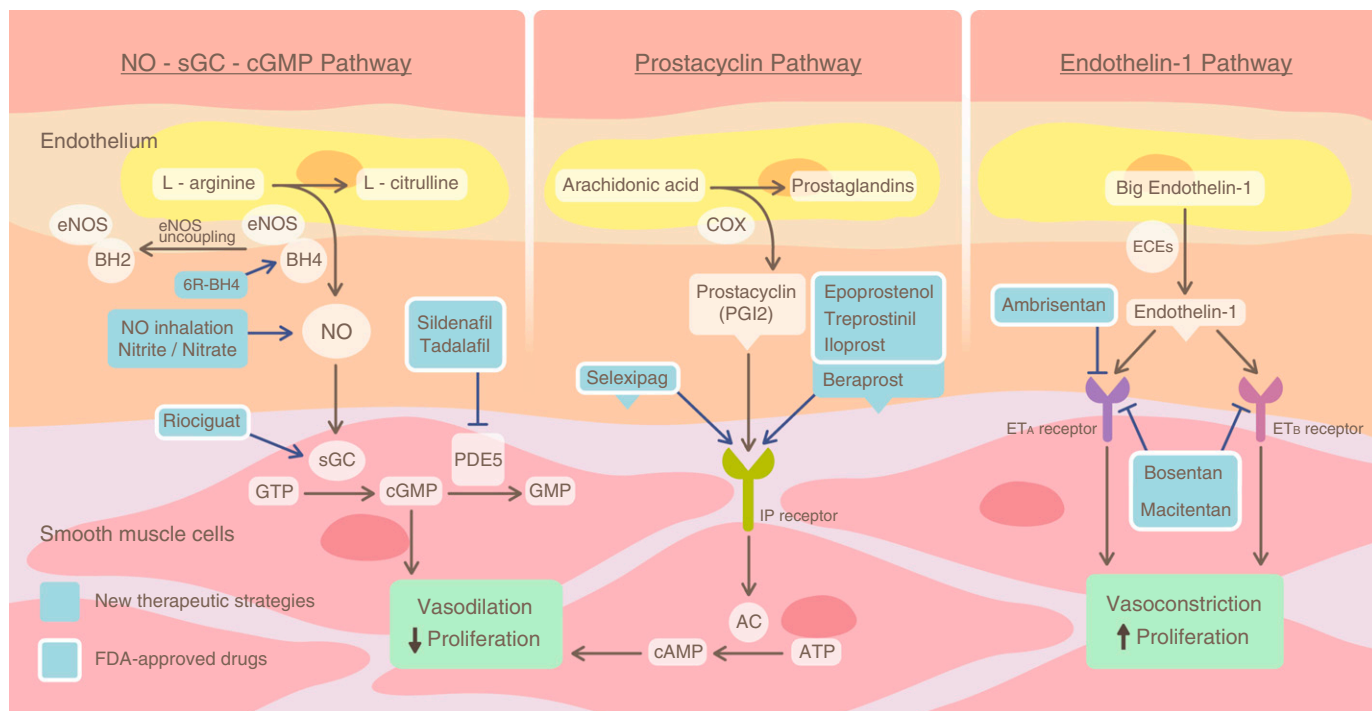 NO - sGC - cGMP Pathway
Endothelium
L - arginine
L - citrulline
eNOS
eNOS
uncoupling
eNOS
BH2
BH4
6R-BH4
NO inhalation
Nitrite / Nitrate
NO
Sildenafil
Tadalafil
Riociguat
sGC
PDE5
GTP
cGMP
GMP
Smooth muscle cells
New therapeutic strategies
FDA-approved drugs
Vasodilation
Proliferation
Prostacyclin Pathway
Arachidonic acid
Prostaglandins
COX
Prostacyclin
(PGI2)
Epoprostenol
Treprostinil
Iloprost
Beraprost
Selexipag
IP receptor
AC
cAMP
ATP
Endothelin-1 Pathway
Big Endothelin-1
ECEs
Ambrisentan
Endothelin-1
ETA receptor
ETB receptor
Bosentan
Macitentan
Vasoconstriction
Proliferation